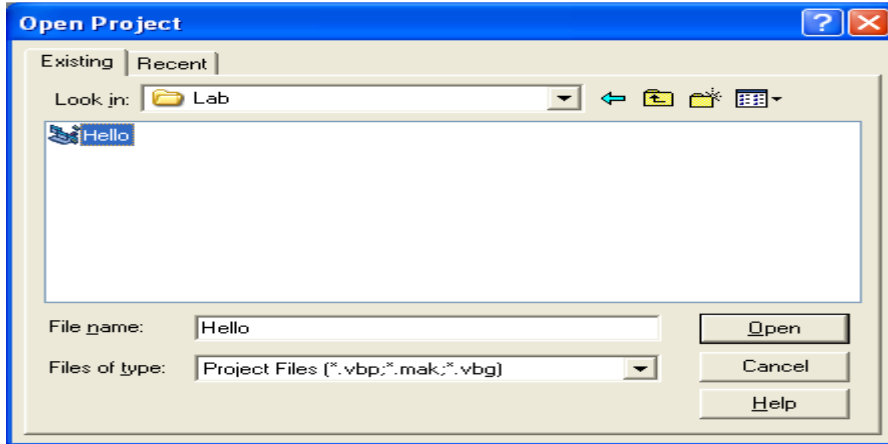 Open Project
Existing Recent
Look in: Lab
Hello
File name: Hello Open
Files of type: Project Files (*.vbp;*.mak;*.vbg) Cancel
Help